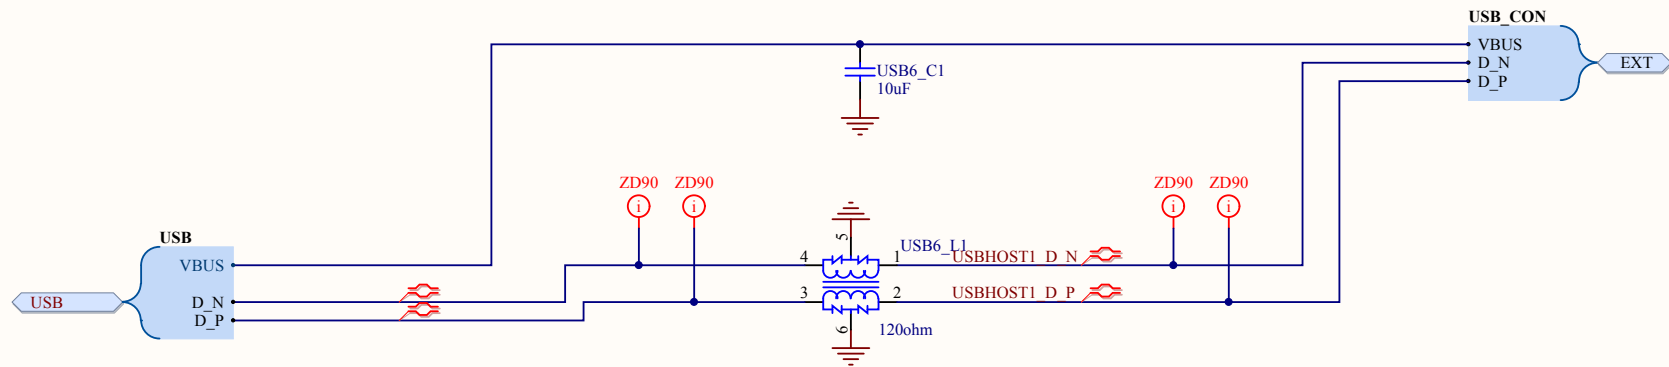 USB_CON
VBUS
D_N
D_P
EXT
USB6_C1
10uF
ZD90
ZD90
ZD90
ZD90
i
i
i
i
USB
VBUS
D_N
D_P
USB
5
USB6_L1
4
1
USBHOST1_D_N
3
2
USBHOST1_D_P
6
120ohm